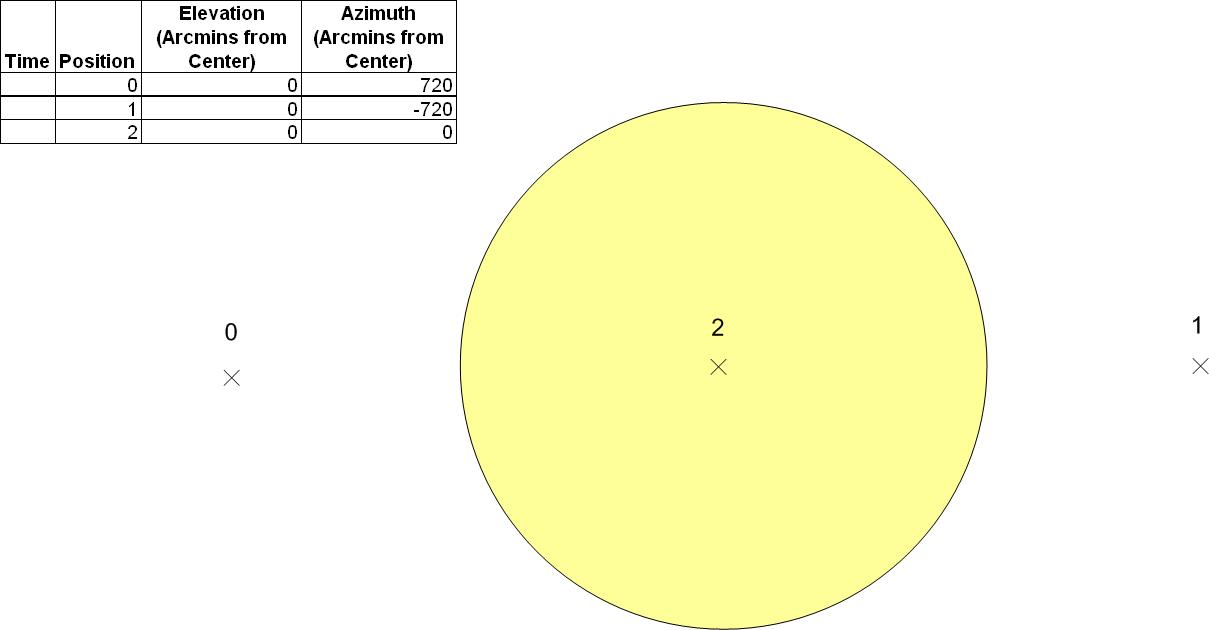 Time Position Elevation (Arcmins from Center) Azimuth (Arcmins from Center)
0 0 720
1 0 -720
2 0 0
0
2
1